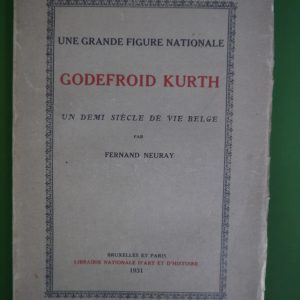 UNE GRANDE FIGURE NATIONALE
GODEFROID KURTH
UN DEMI SIÈCLE DE VIE BELGE
PAR
FERNAND NEURAY
BRUXELLES ET PARIS
LIBRAIRIE NATIONALE D'ART ET D'HISTOIRE
1931